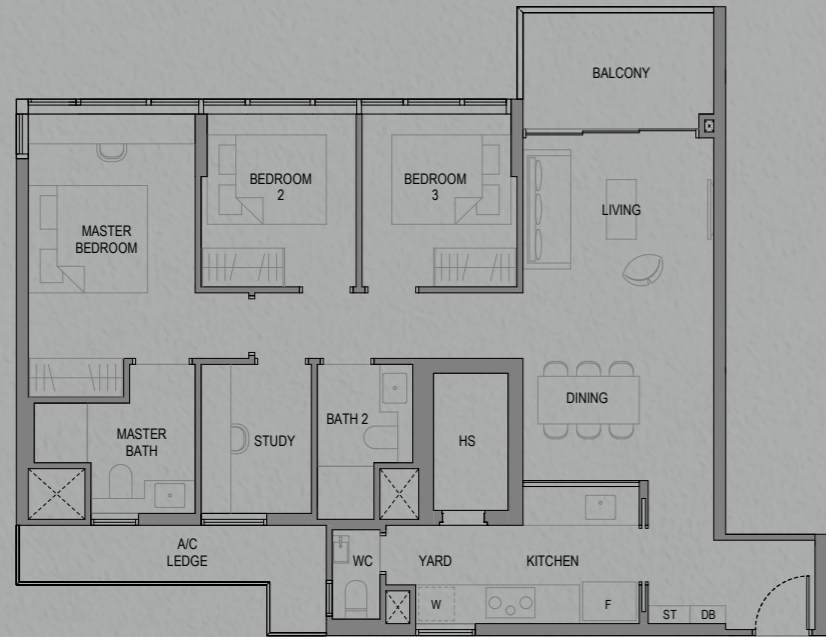 BALCONY
BEDROOM
2
BEDROOM
3
LIVING
MASTER
BEDROOM
DINING
MASTER
BATH
STUDY
BATH 2
HS
A/C
LEDGE
WC
YARD
KITCHEN
W
F
ST
DB